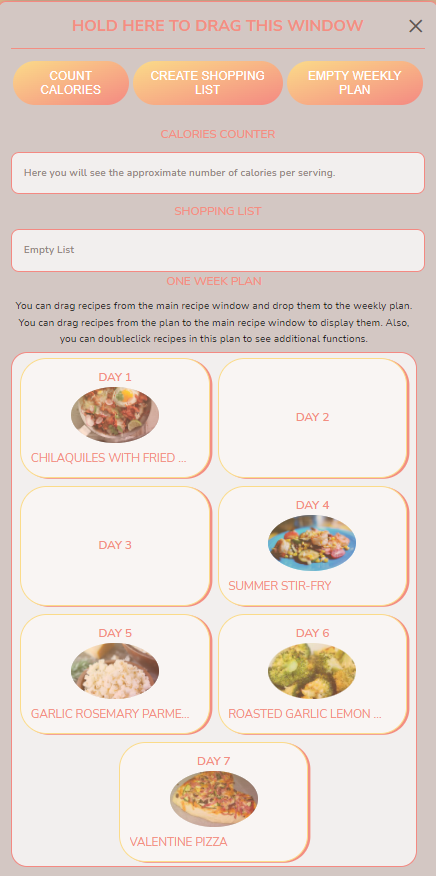 HOLD HERE TO DRAG THIS WINDOW
COUNT
CALORIES
CREATE SHOPPING
LIST
EMPTY WEEKLY
PLAN
CALORIES COUNTER
Here you will see the approximate number of calories per serving.
SHOPPING LIST
Empty List
ONE WEEK PLAN
You can drag recipes from the main recipe window and drop them to the weekly plan.
You can drag recipes from the plan to the main recipe window to display them. Also,
you can doubleclick recipes in this plan to see additional functions.
DAY 1
CHILAQUILES WITH FRIED ...
DAY 2
DAY 3
DAY 4
SUMMER STIR-FRY
DAY 5
GARLIC ROSEMARY PARME...
DAY 6
ROASTED GARLIC LEMON ...
DAY 7
VALENTINE PIZZA